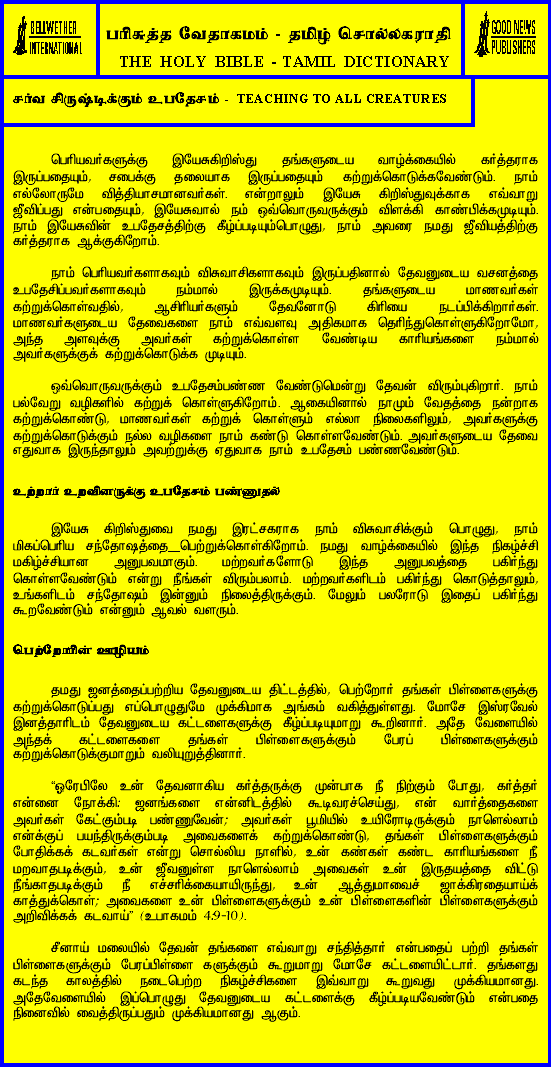 BELLWETHER
INTERNATIONAL
பரிசுத்த வேதாகமம் - தமிழ் சொல்லகராதி
THE HOLY BIBLE - TAMIL DICTIONARY
GOOD NEWS
PUBLISHERS
சர்வ சிருஷ்டிக்கும் உபதேசம் - TEACHING TO ALL CREATURES
பெரியவர்களுக்கு இயேசுகிறிஸ்து தங்களுடைய வாழ்க்கையில் கர்த்தராக
இருப்பதையும், சபைக்கு தலையாக இருப்பதையும் கற்றுக்கொடுக்கவேண்டும். நாம்
எல்லோருமே வித்தியாசமானவர்கள். என்றாலும் இயேசு கிறிஸ்துவுக்காக எவ்வாறு
ஜீவிப்பது என்பதையும், இயேசுவால் நம் ஒவ்வொருவருக்கும் விளக்கி காண்பிக்கமுடியும்.
நாம் இயேசுவின் உபதேசத்திற்கு கீழ்ப்படியும்பொழுது, நாம் அவரை நமது ஜீவியத்திற்கு
கர்த்தராக ஆக்குகிறோம்.
நாம் பெரியவர்களாகவும் விசுவாசிகளாகவும் இருப்பதினால் தேவனுடைய வசனத்தை
உபதேசிப்பவர்களாகவும் நம்மால் இருக்கமுடியும். தங்களுடைய மாணவர்கள்
கற்றுக்கொள்வதில், ஆசிரியர்களும் தேவனோடு கிரியை நடப்பிக்கிறார்கள்.
மாணவர்களுடைய தேவைகளை நாம் எவ்வளவு அதிகமாக தெரிந்துகொள்ளுகிறோமோ,
அந்த அளவுக்கு அவர்கள் கற்றுக்கொள்ள வேண்டிய காரியங்களை நம்மால்
அவர்களுக்குக் கற்றுக்கொடுக்க முடியும்.
ஒவ்வொருவருக்கும் உபதேசம்பண்ண வேண்டுமென்று தேவன் விரும்புகிறார். நாம்
பல்வேறு வழிகளில் கற்றுக் கொள்ளுகிறோம். ஆகையினால் நாமும் வேதத்தை நன்றாக
கற்றுக்கொண்டு, மாணவர்கள் கற்றுக் கொள்ளும் எல்லா நிலைகளிலும், அவர்களுக்கு
கற்றுக்கொடுக்கும் நல்ல வழிகளை நாம் கண்டு கொள்ளவேண்டும். அவர்களுடைய தேவை
எதுவாக இருந்தாலும் அவற்றுக்கு ஏதுவாக நாம் உபதேசம் பண்ணவேண்டும்.
உற்றார் உறவினருக்கு உபதேசம் பண்ணுதல்
இயேசு கிறிஸ்துவை நமது இரட்சகராக நாம் விசுவாசிக்கும் பொழுது, நாம்
மிகப்பெரிய சந்தோஷத்தை_பெற்றுக்கொள்கிறோம். நமது வாழ்க்கையில் இந்த நிகழ்ச்சி
மகிழ்ச்சியான அனுபவமாகும். மற்றவர்களோடு இந்த அனுபவத்தை பகிர்ந்து
கொள்ளவேண்டும் என்று நீங்கள் விரும்பலாம். மற்றவர்களிடம் பகிர்ந்து கொடுத்தாலும்,
உங்களிடம் சந்தோஷம் இன்னும் நிலைத்திருக்கும். மேலும் பலரோடு இதைப் பகிர்ந்து
கூறவேண்டும் என்னும் ஆவல் வளரும்.
பெற்றோரின் ஊழியம்
தமது ஜனத்தைப்பற்றிய தேவனுடைய திட்டத்தில், பெற்றோர் தங்கள் பிள்ளைகளுக்கு
கற்றுக்கொடுப்பது எப்பொழுதுமே முக்கியமாக அங்கம் வகித்துள்ளது. மோசே இஸ்ரவேல்
இனத்தாரிடம் தேவனுடைய கட்டளைகளுக்கு கீழ்ப்படியுமாறு கூறினார். அதே வேளையில்
அந்தக் கட்டளைகளை தங்கள் பிள்ளைகளுக்கும் பேரப் பிள்ளைகளுக்கும்
கற்றுக்கொடுக்குமாறும் வலியுறுத்தினார்.
“ஓரேபிலே உன் தேவனாகிய கர்த்தருக்கு முன்பாக நீ நிற்கும் போது, கர்த்தர்
என்னை நோக்கி: ஜனங்களை என்னிடத்தில் கூடிவரச்செய்து, என் வார்த்தைகளை
அவர்கள் கேட்கும்படி பண்ணுவேன்; அவர்கள் பூமியில் உயிரோடிருக்கும் நாளெல்லாம்
எனக்குப் பயந்திருக்கும்படி அவைகளைக் கற்றுக்கொண்டு, தங்கள் பிள்ளைகளுக்கும்
போதிக்கக் கடவர்கள் என்று சொல்லிய நாளில், உன் கண்கள் கண்ட காரியங்களை நீ
மறவாதபடிக்கும், உன் ஜீவனுள்ள நாளெல்லாம் அவைகள் உன் இருதயத்தை விட்டு
நீங்காதபடிக்கும் நீ எச்சரிக்கையாயிருந்து, உன் ஆத்துமாவைச் ஜாக்கிரதையாய்க்
காத்துக்கொள்; அவைகளை உன் பிள்ளைகளுக்கும் உன் பிள்ளைகளின் பிள்ளைகளுக்கும்
அறிவிக்கக் கடவாய்” (உபாகமம் 4:9-10).
சீனாய் மலையில் தேவன் தங்களை எவ்வாறு சந்தித்தார் என்பதைப் பற்றி தங்கள்
பிள்ளைகளுக்கும் பேரப்பிள்ளை களுக்கும் கூறுமாறு மோசே கட்டளையிட்டார். தங்களது
கடந்த காலத்தில் நடைபெற்ற நிகழ்ச்சிகளை இவ்வாறு கூறுவது முக்கியமானது.
அதேவேளையில் இப்பொழுது தேவனுடைய கட்டளைக்கு கீழ்ப்படியவேண்டும் என்பதை
நினைவில் வைத்திருப்பதும் முக்கியமானது ஆகும்.